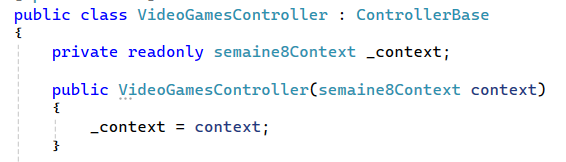 public class VideoGamesController : ControllerBase
{
private readonly semaine8Context _context;
public VideoGamesController(semaine8Context context)
{
_context = context;
}